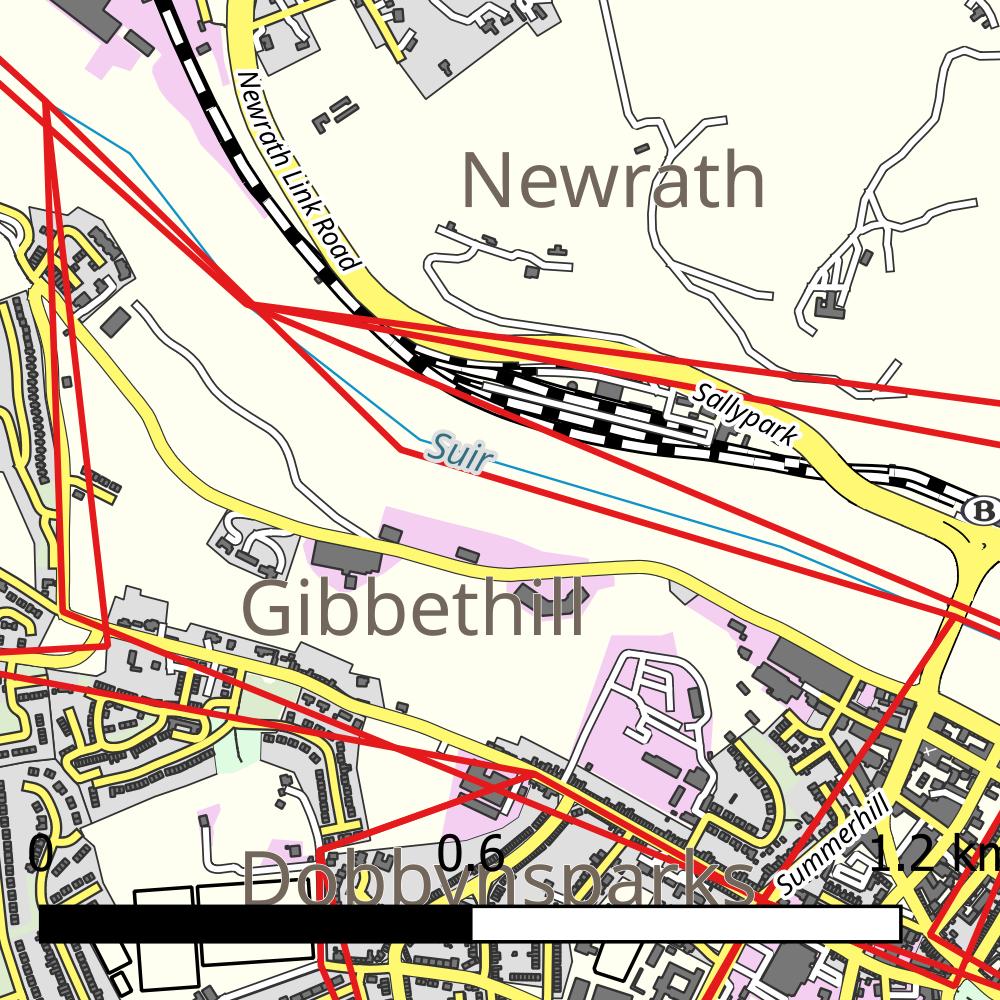 Newrath Link Road
Newrath
Sallypark
Suir
B
Gibbethill
Summerhill
0
0.6
1.2 km
Dobbynsparks